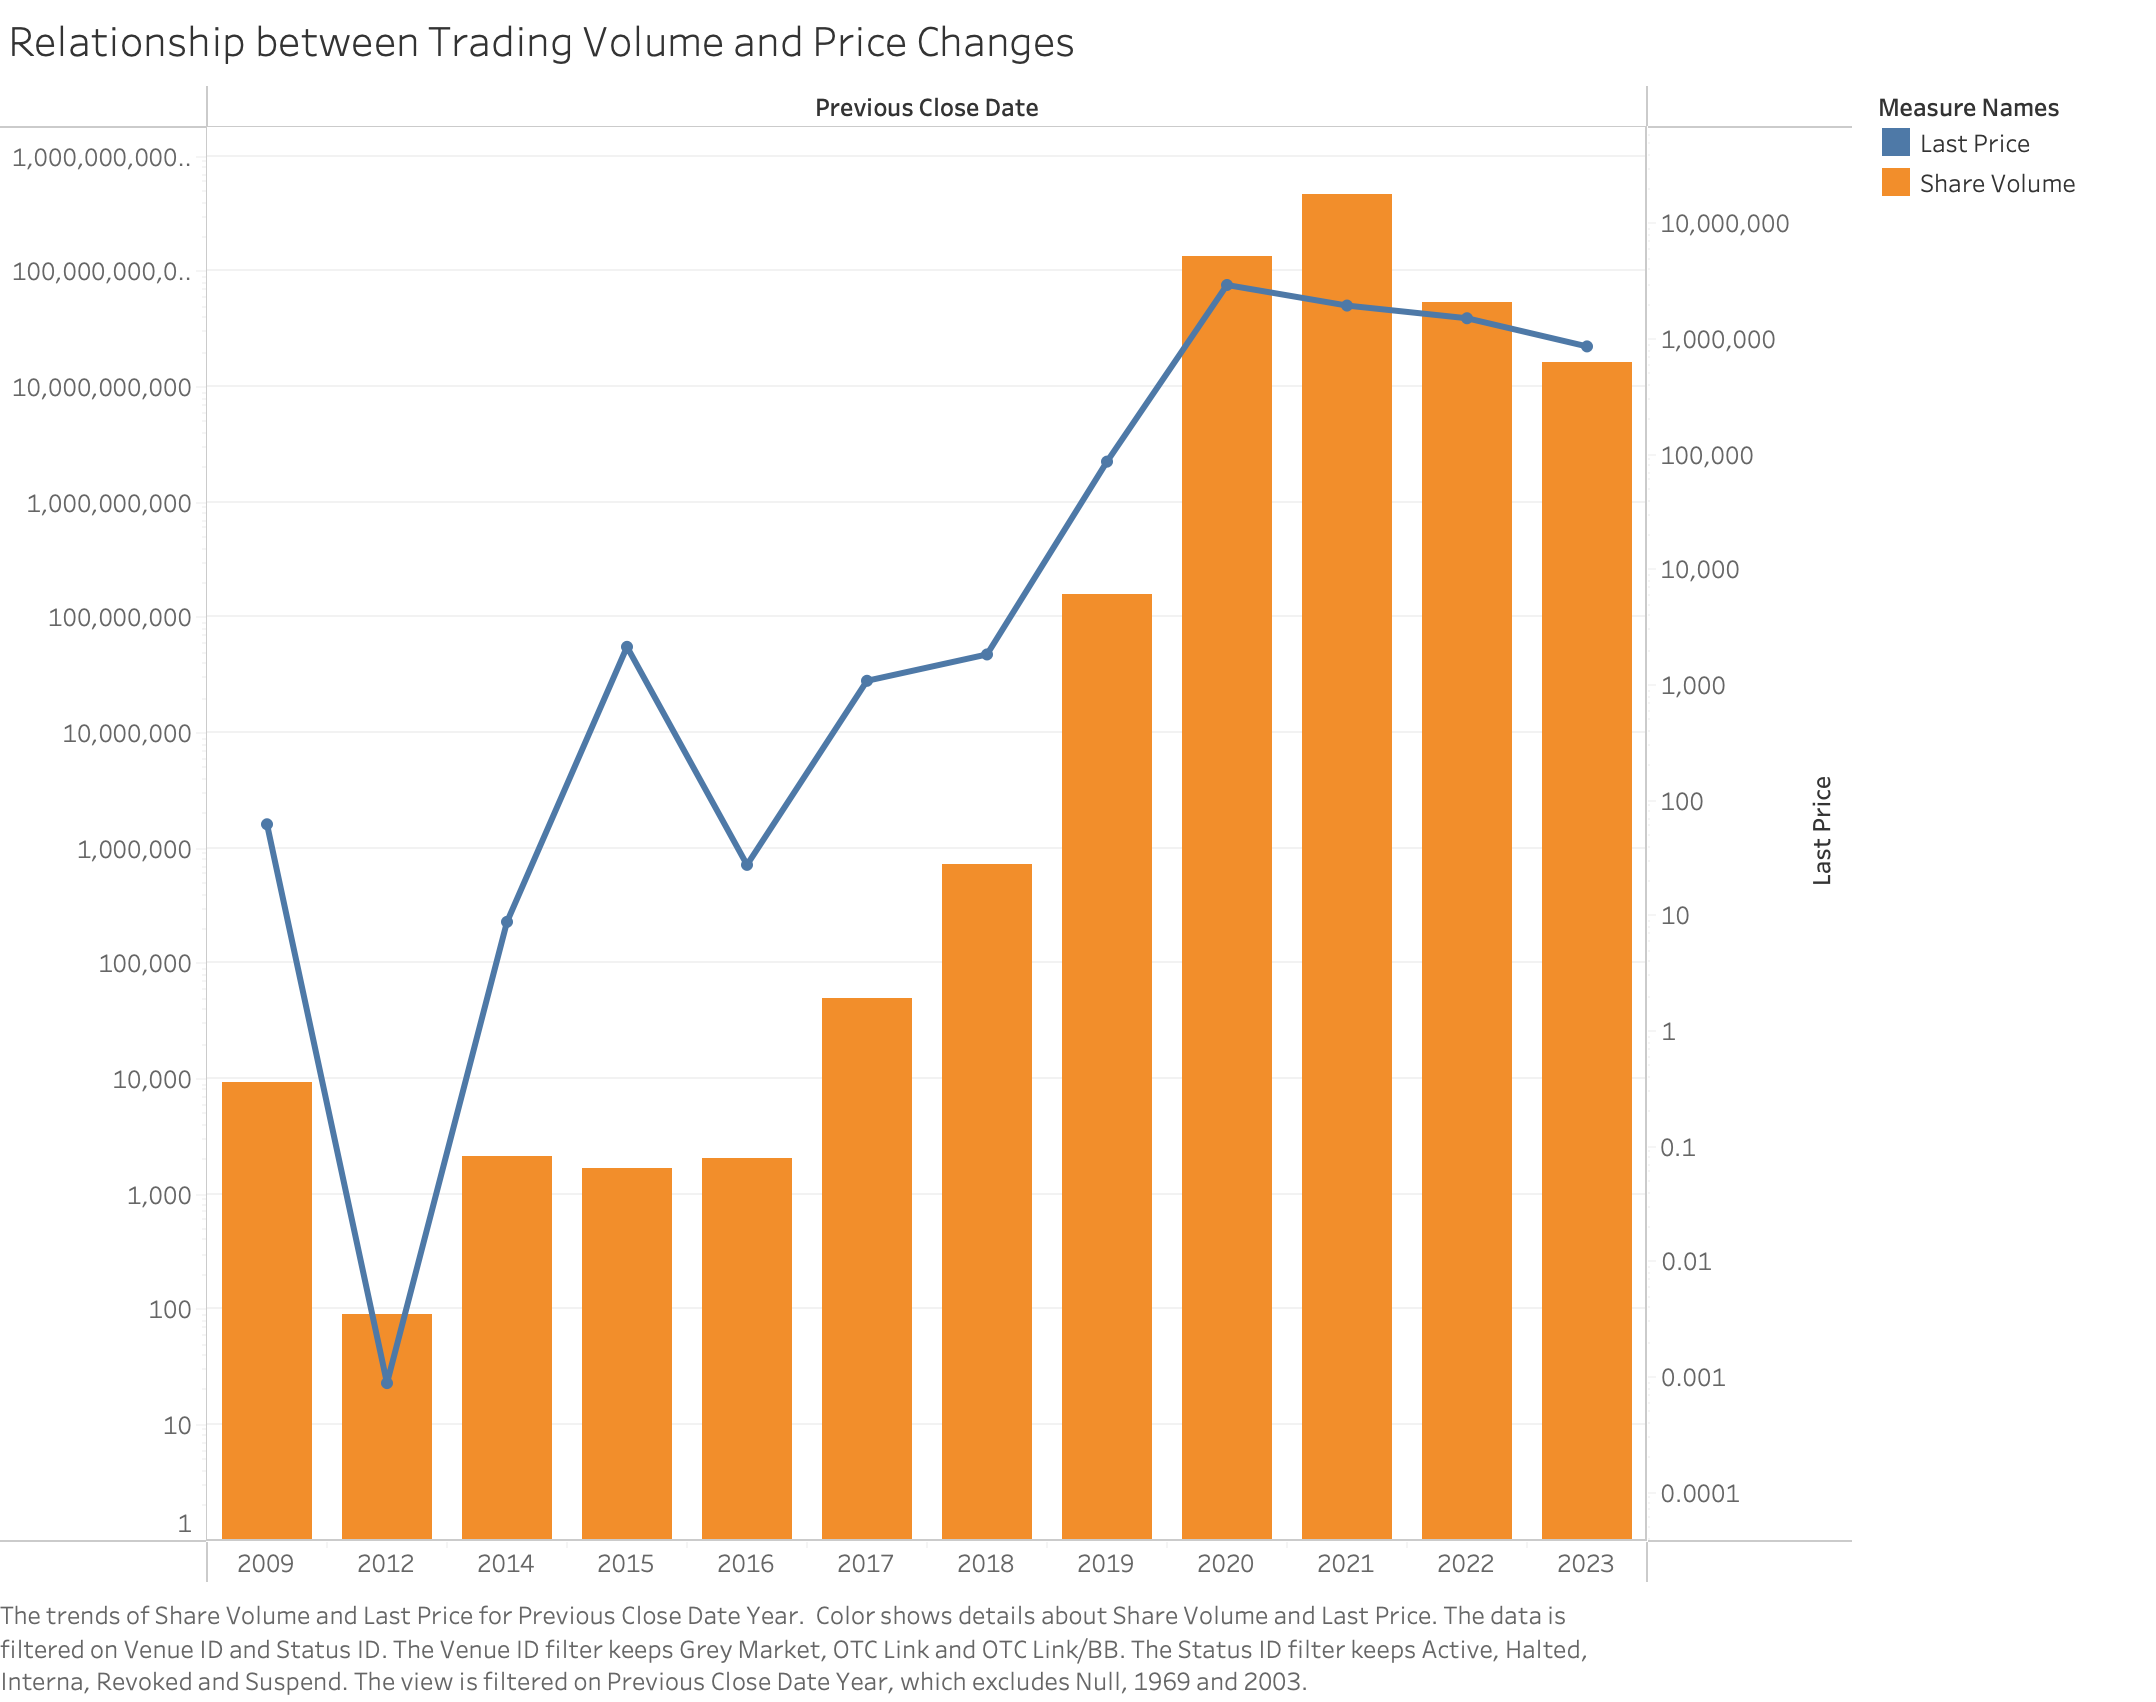 Relationship between Trading Volume and Price Changes
Previous Close Date
Measure Names
Last Price
Share Volume
1,000,000,000..
100,000,000,0..
10,000,000,000
1,000,000,000
100,000,000
10,000,000
1,000,000
100,000
10,000
1,000
100
10
1
10,000,000
1,000,000
100,000
10,000
1,000
100
10
1
0.1
0.01
0.001
0.0001
Last Price
2009 2012 2014 2015 2016 2017 2018 2019 2020 2021 2022 2023
The trends of Share Volume and Last Price for Previous Close Date Year.  Color shows details about Share Volume and Last Price. The data is
filtered on Venue ID and Status ID. The Venue ID filter keeps Grey Market, OTC Link and OTC Link/BB. The Status ID filter keeps Active, Halted,
Interna, Revoked and Suspend. The view is filtered on Previous Close Date Year, which excludes Null, 1969 and 2003.